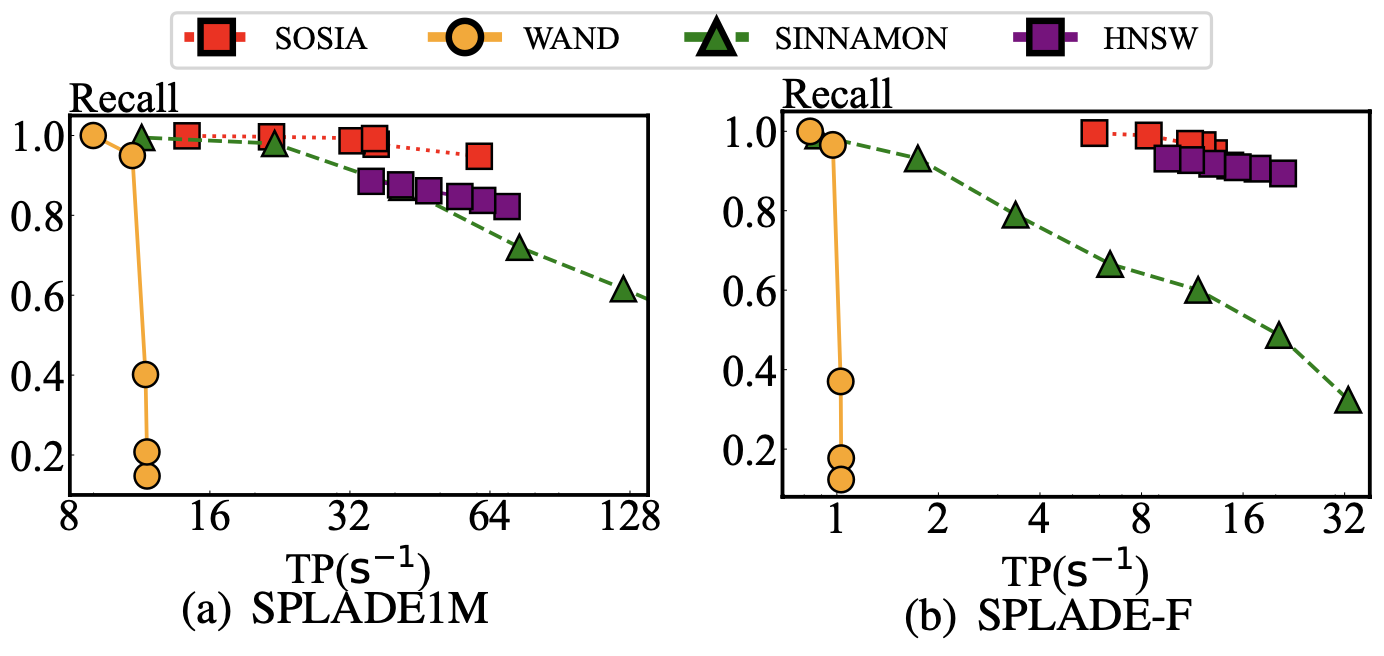 SOSIA WAND SINNAMON HNSW
Recall
1.0
0.8
0.6
0.4
0.2
8 16 32 64 128
TP(s⁻¹)
(a) SPLADE1M
Recall
1.0
0.8
0.6
0.4
0.2
1 2 4 8 16 32
TP(s⁻¹)
(b) SPLADE-F